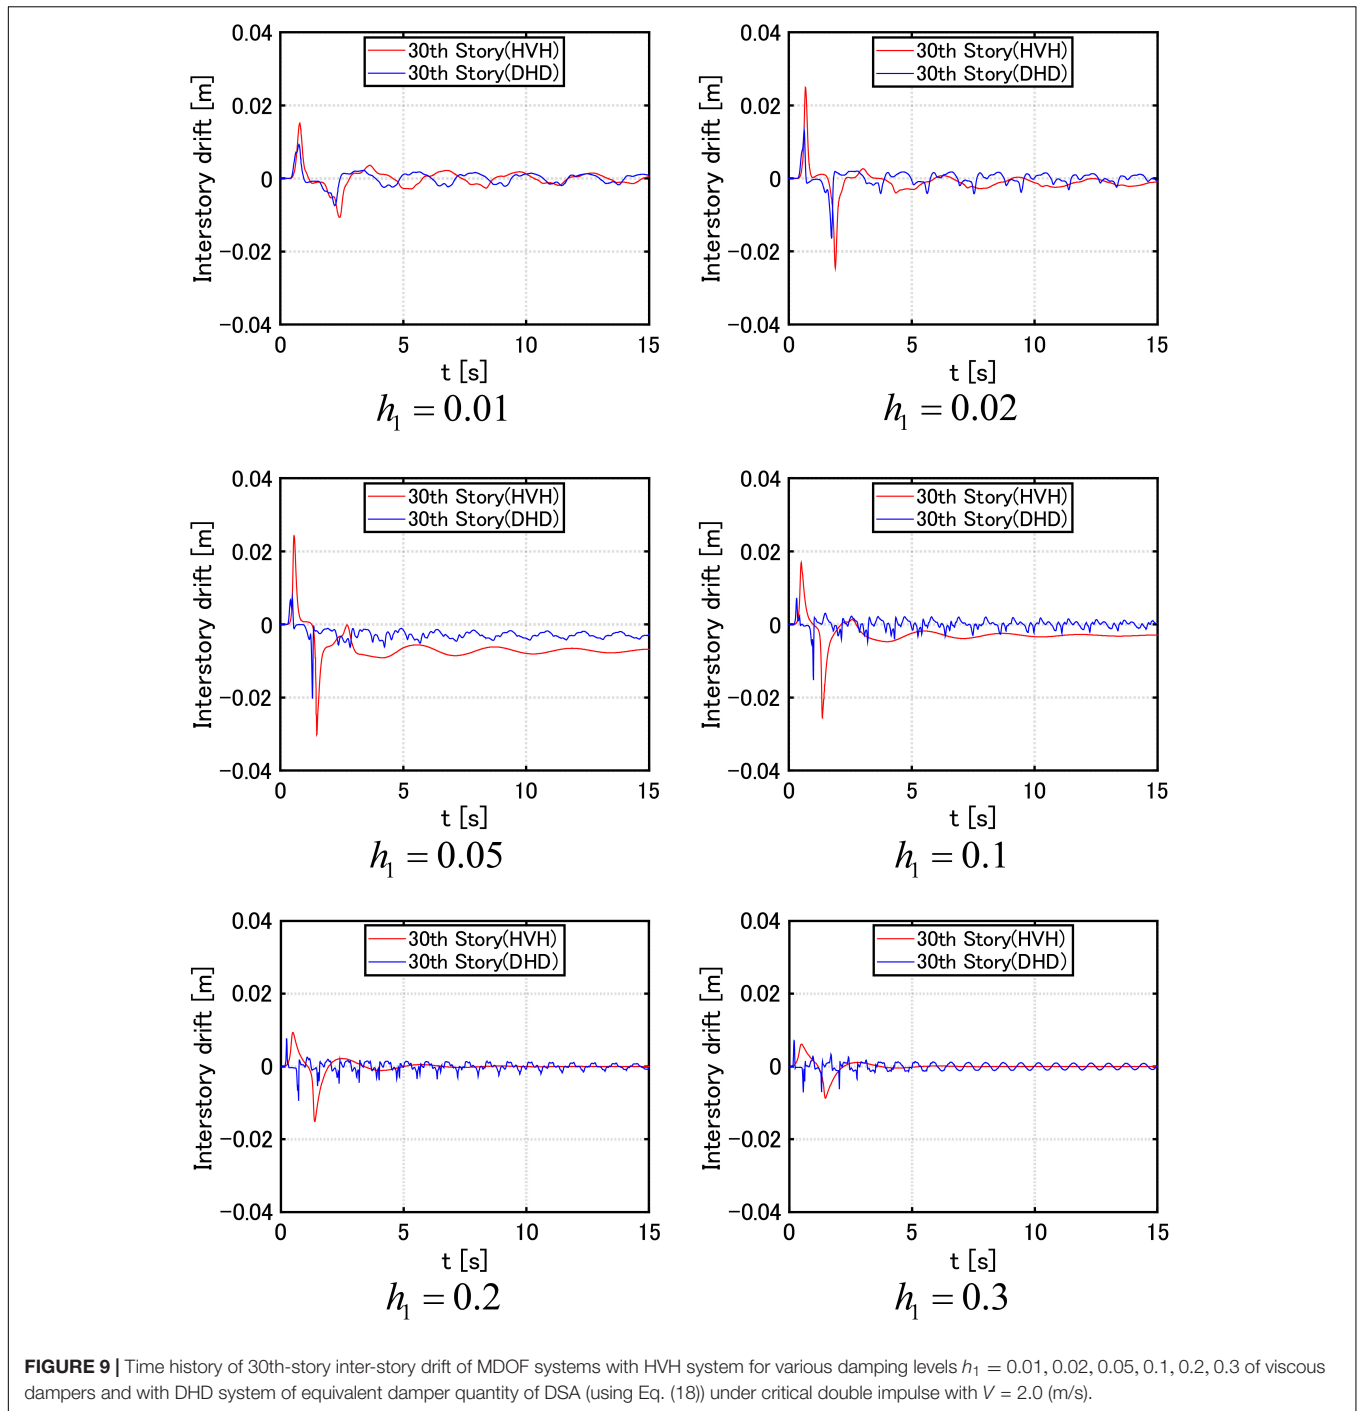 0.04
0.02
0
−0.02
−0.04
Interstory drift [m]
30th Story(HVH)
30th Story(DHD)
0 5 10 15
t [s]
h₁ = 0.01
0.04
0.02
0
−0.02
−0.04
Interstory drift [m]
30th Story(HVH)
30th Story(DHD)
0 5 10 15
t [s]
h₁ = 0.02
0.04
0.02
0
−0.02
−0.04
Interstory drift [m]
30th Story(HVH)
30th Story(DHD)
0 5 10 15
t [s]
h₁ = 0.05
0.04
0.02
0
−0.02
−0.04
Interstory drift [m]
30th Story(HVH)
30th Story(DHD)
0 5 10 15
t [s]
h₁ = 0.1
0.04
0.02
0
−0.02
−0.04
Interstory drift [m]
30th Story(HVH)
30th Story(DHD)
0 5 10 15
t [s]
h₁ = 0.2
0.04
0.02
0
−0.02
−0.04
Interstory drift [m]
30th Story(HVH)
30th Story(DHD)
0 5 10 15
t [s]
h₁ = 0.3
FIGURE 9 | Time history of 30th-story inter-story drift of MDOF systems with HVH system for various damping levels h₁ = 0.01, 0.02, 0.05, 0.1, 0.2, 0.3 of viscous
dampers and with DHD system of equivalent damper quantity of DSA (using Eq. (18)) under critical double impulse with V = 2.0 (m/s).